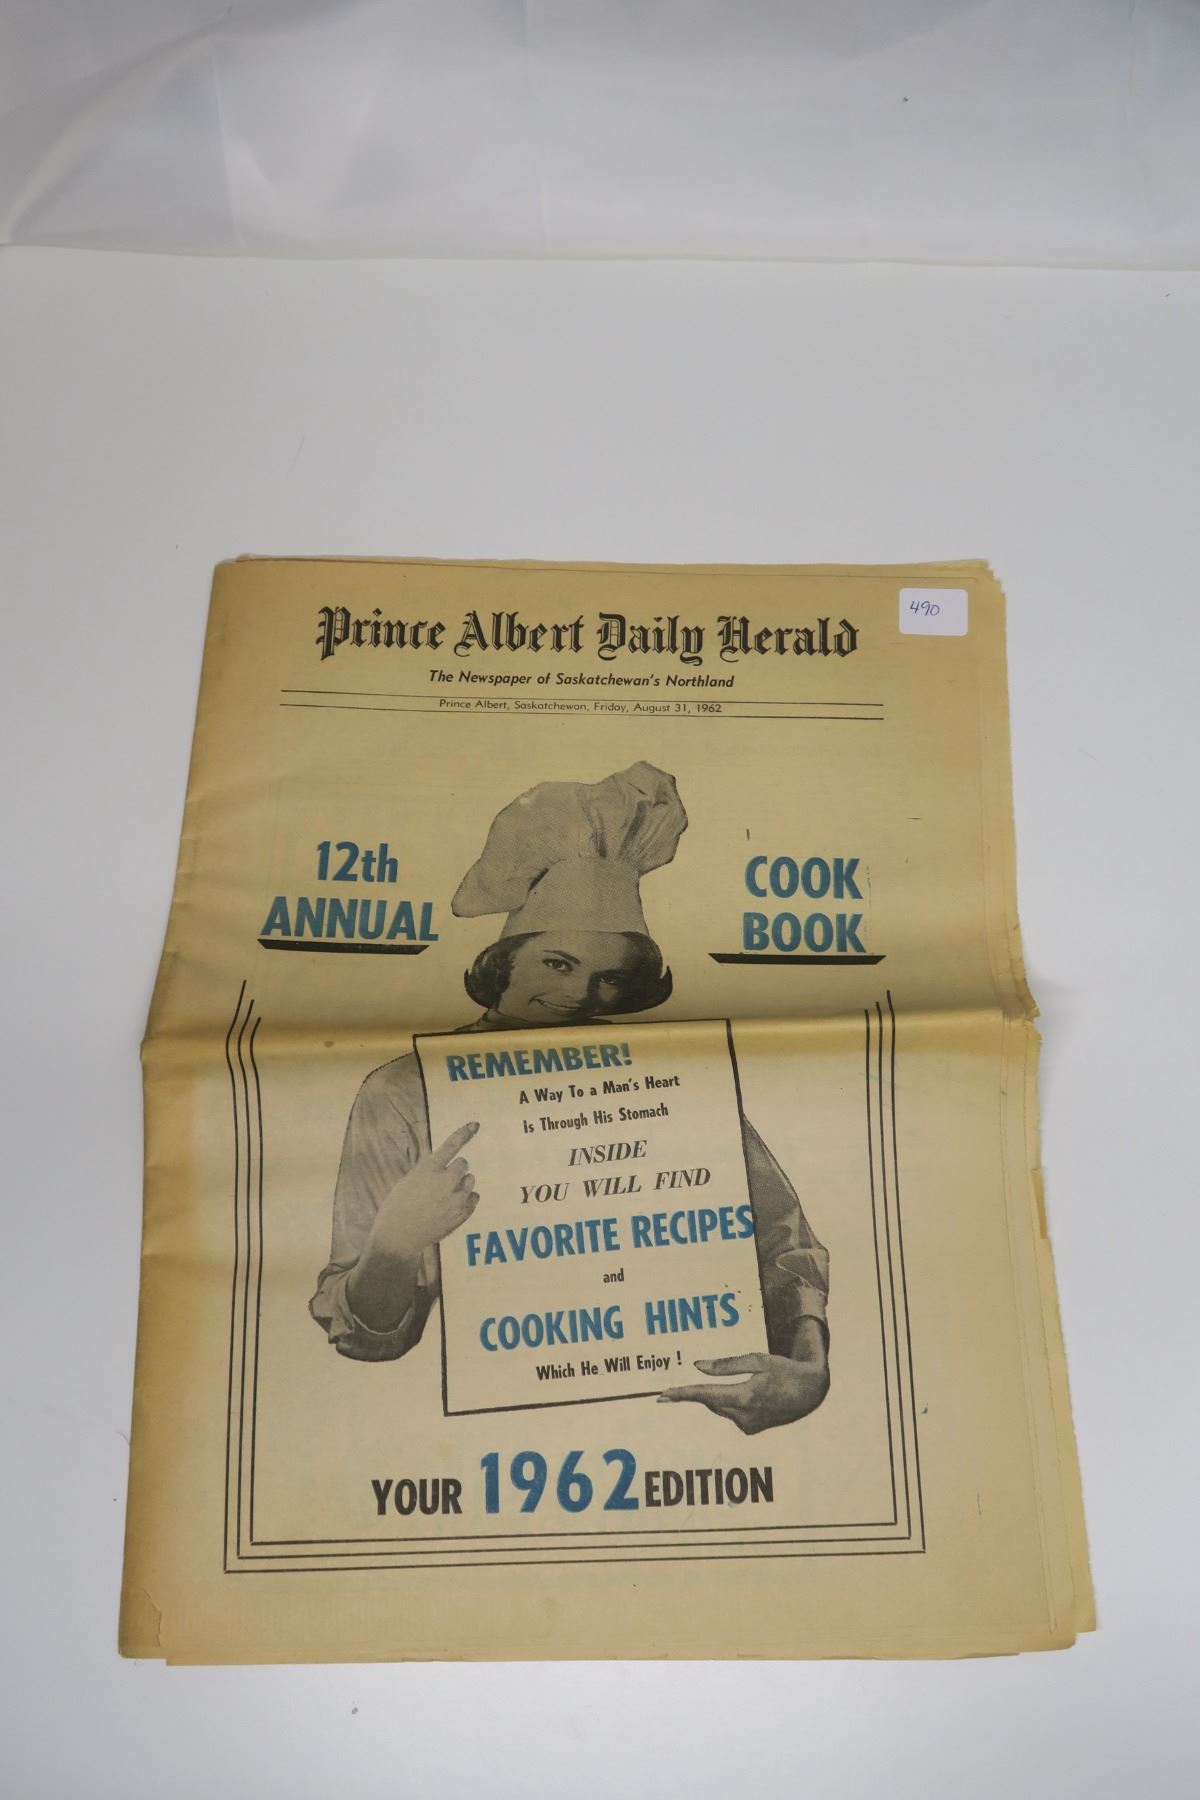 490
Prince Albert Daily Herald
The Newspaper of Saskatchewan's Northland
Prince Albert, Saskatchewan, Friday, August 31, 1962
12th
ANNUAL
COOK
BOOK
REMEMBER!
A Way To a Man's Heart
is Through His Stomach
INSIDE
YOU WILL FIND
FAVORITE RECIPES
and
COOKING HINTS
Which He Will Enjoy !
YOUR 1962 EDITION